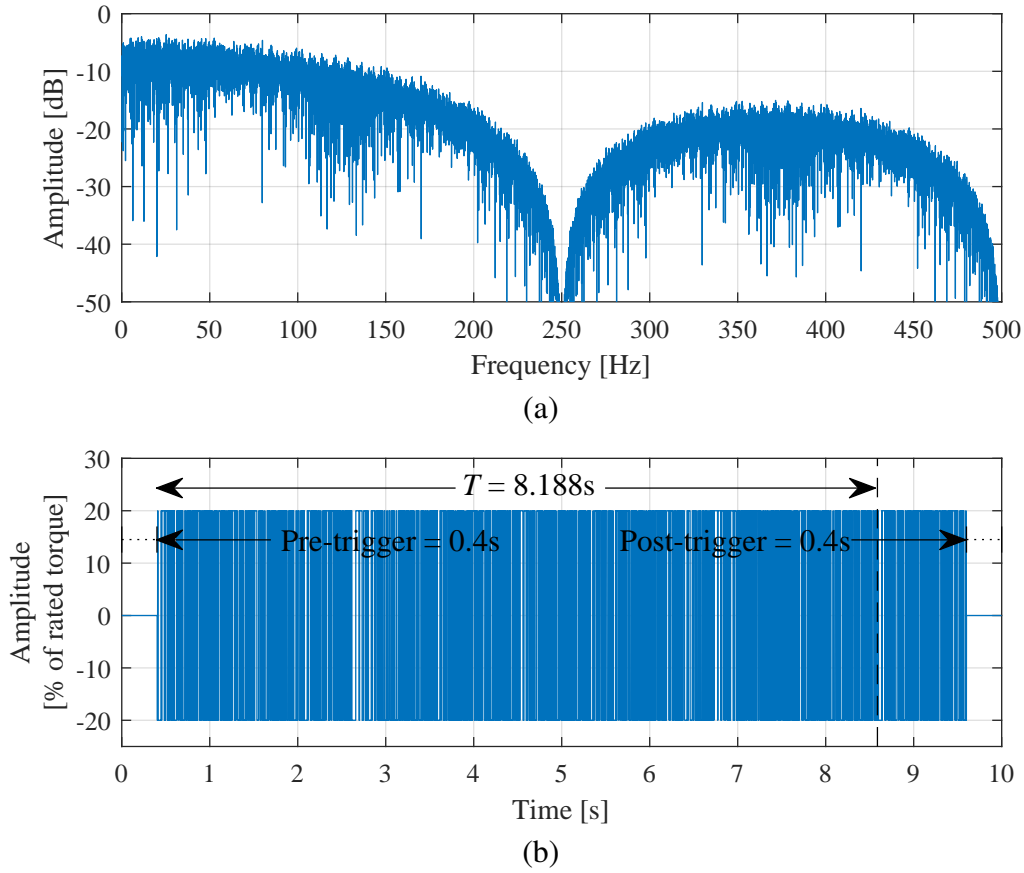 0
-10
-20
-30
-40
-50
Amplitude [dB]
0 50 100 150 200 250 300 350 400 450 500
Frequency [Hz]
(a)
30
20
10
0
-10
-20
Amplitude
[% of rated torque]
T = 8.188s
Pre-trigger = 0.4s
Post-trigger = 0.4s
0 1 2 3 4 5 6 7 8 9 10
Time [s]
(b)